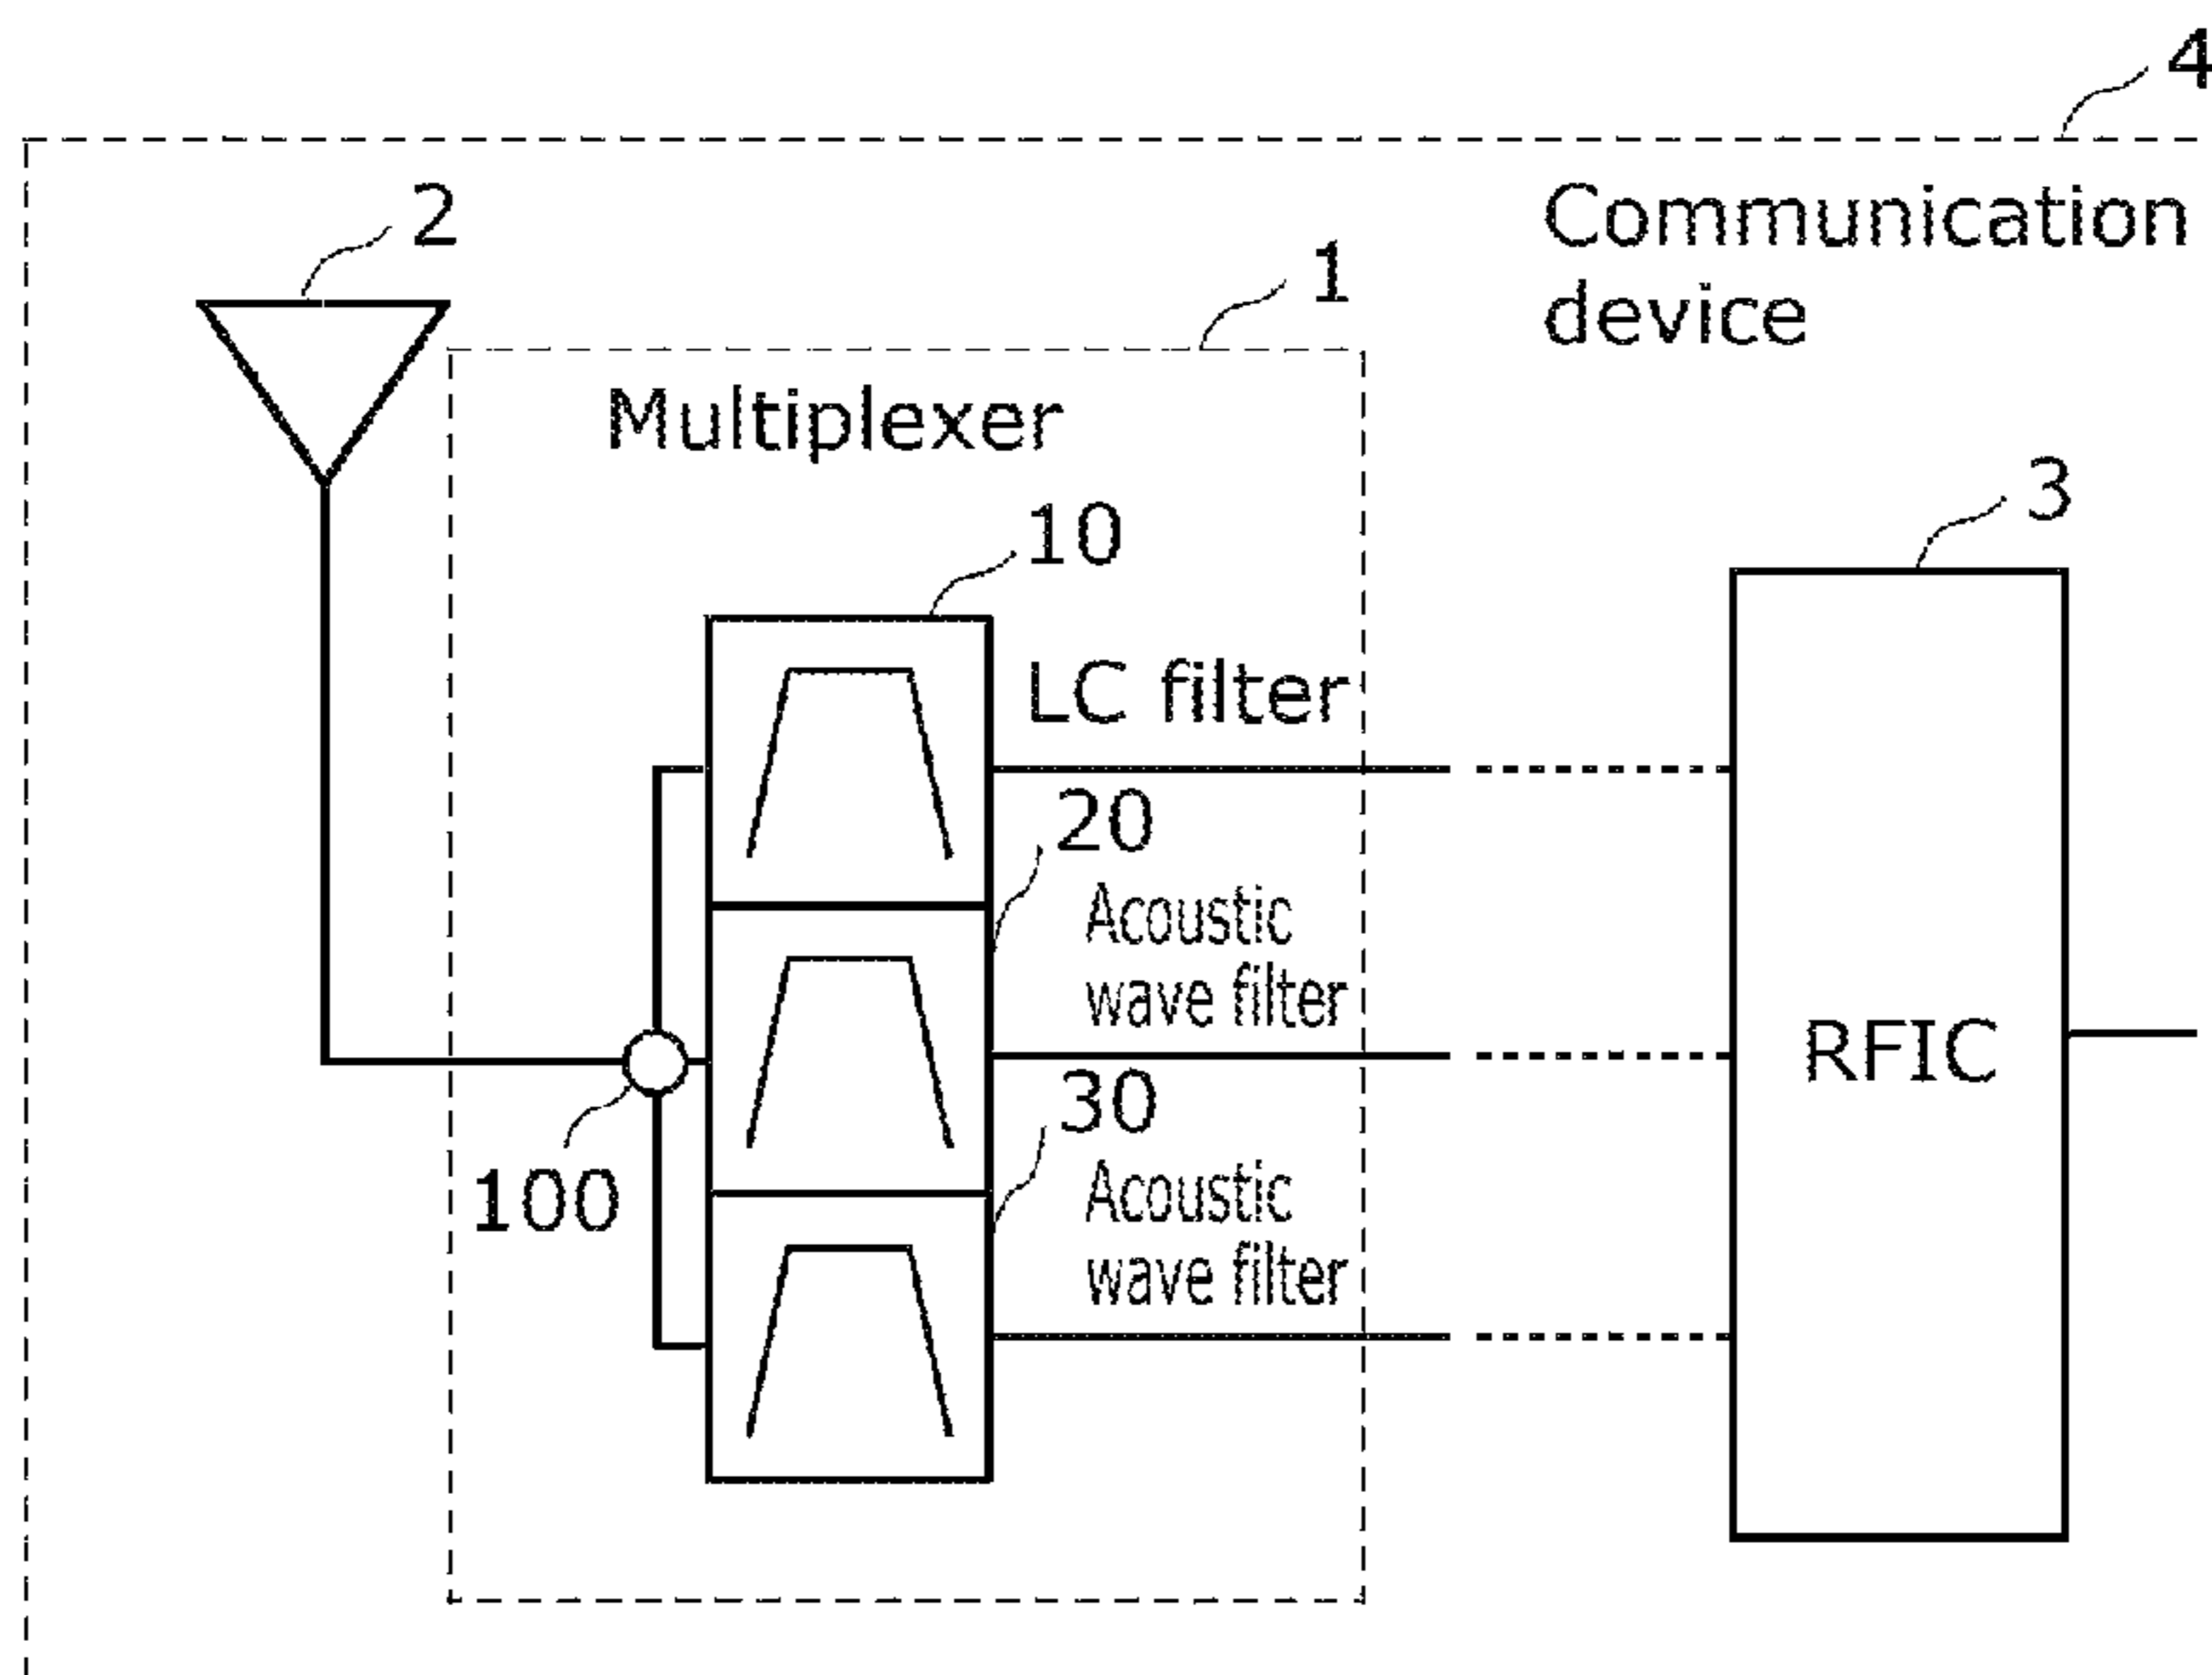 4
2
Communication
device
1
Multiplexer
3
10
LC filter
20
Acoustic
wave filter
RFIC
30
100
Acoustic
wave filter